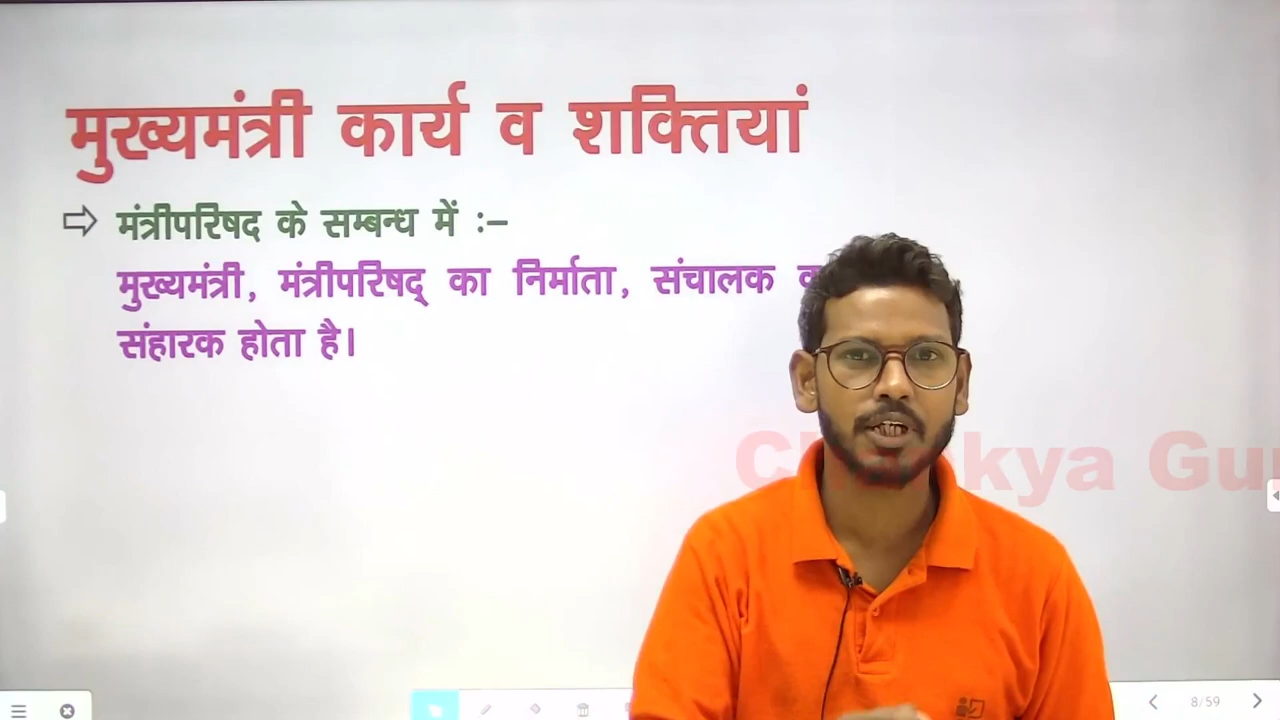 मुख्यमंत्री कार्य व शक्तियां
⇨ मंत्रीपरिषद के सम्बन्ध में :–
मुख्यमंत्री, मंत्रीपरिषद् का निर्माता, संचालक
संहारक होता है।
8/59